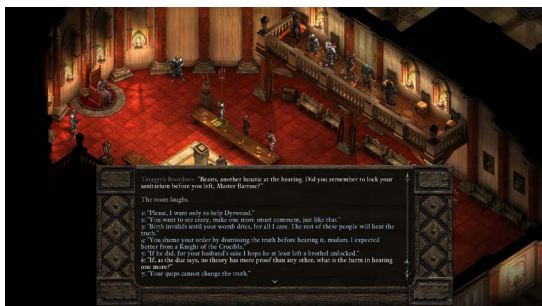 "Beasts, another lunatic at the hearing. Did you remember to lock your
sanitarium before you left, Master Barrase?"
The room laughs.
1: "Please, I want only to help Dyrwood."
2: "You want to see crazy, make one more smart comment, just like that."
3: "Birth invalids until your womb dries, for all I care. The rest of these people will hear the
truth."
4: "You shame your order by dismissing the truth before hearing it, madam. I expected
better from a Knight of the Crucible."
5: "If he did, for your husband's sake I hope he at least left a brothel unlocked."
6: "If, as the duc says, no theory has more proof than any other, what is the harm in hearing
one more?"
7: "Your quips cannot change the truth."